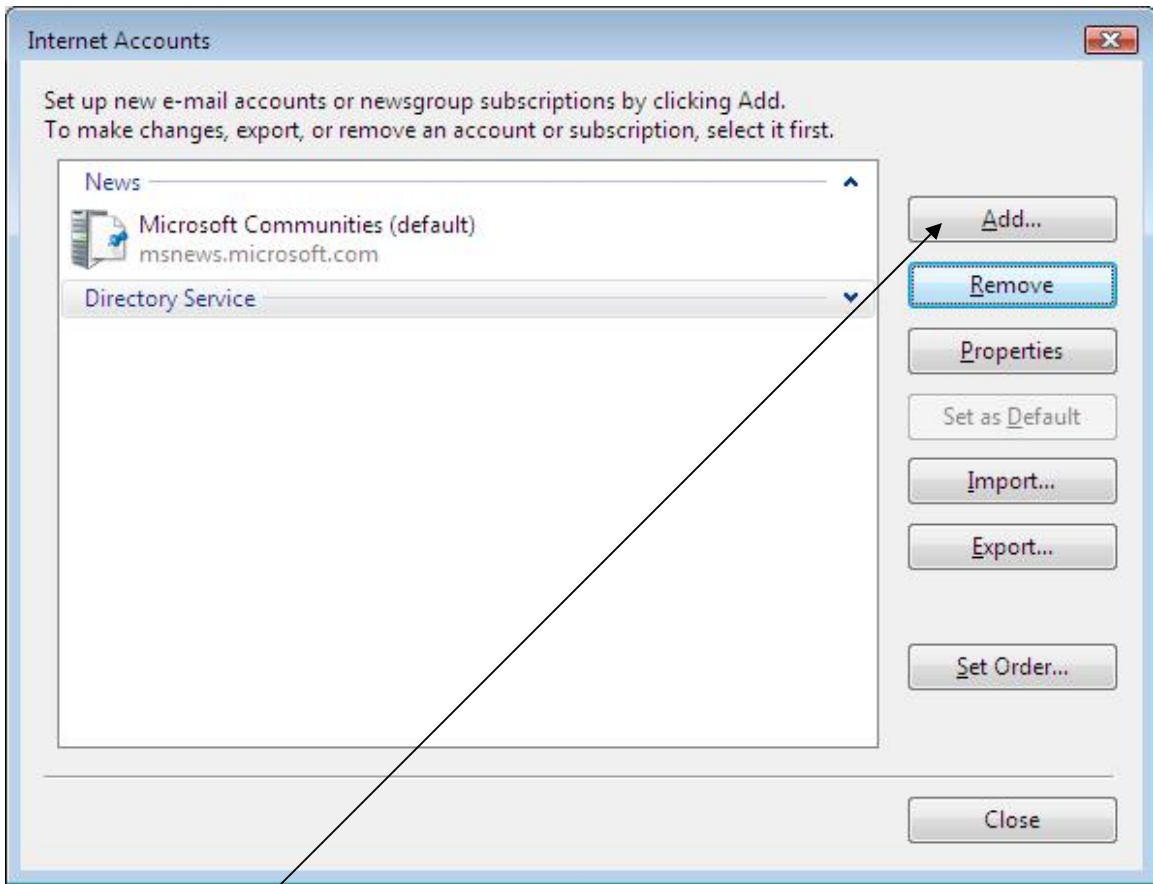 Internet Accounts
Set up new e-mail accounts or newsgroup subscriptions by clicking Add.
To make changes, export, or remove an account or subscription, select it first.
News
Microsoft Communities (default)
msnews.microsoft.com
Directory Service
Add...
Remove
Properties
Set as Default
Import...
Export...
Set Order...
Close